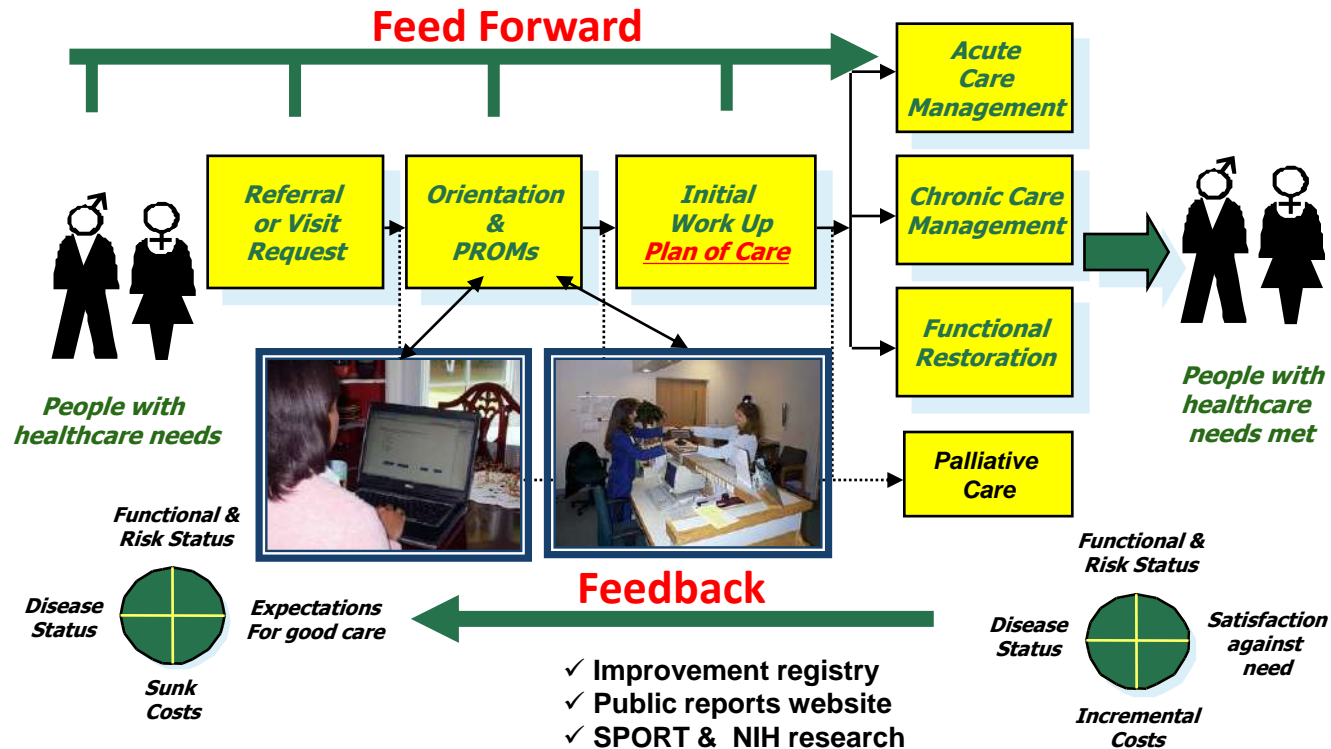 Feed Forward
Acute
Care
Management
Referral
or Visit
Request
Orientation
&
PROMs
Initial
Work Up
Plan of Care
Chronic Care
Management
Functional
Restoration
Palliative
Care
People with
healthcare needs
People with
healthcare
needs met
Feedback
Functional &
Risk Status
Disease
Status
Expectations
For good care
Sunk
Costs
✓ Improvement registry
✓ Public reports website
✓ SPORT & NIH research
Functional &
Risk Status
Disease
Status
Satisfaction
against
need
Incremental
Costs